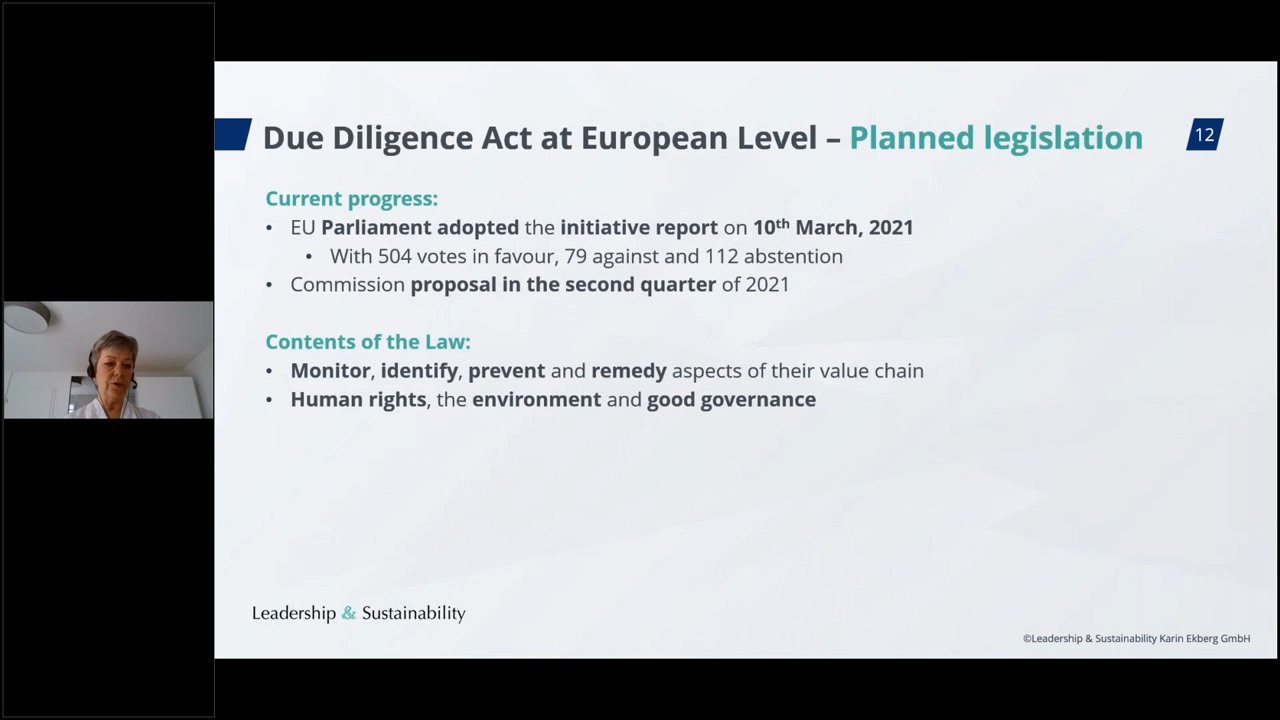 Due Diligence Act at European Level – Planned legislation
12
Current progress:
• EU Parliament adopted the initiative report on 10th March, 2021
• With 504 votes in favour, 79 against and 112 abstention
• Commission proposal in the second quarter of 2021
Contents of the Law:
• Monitor, identify, prevent and remedy aspects of their value chain
• Human rights, the environment and good governance
Leadership & Sustainability
©Leadership & Sustainability Karin Ekberg GmbH